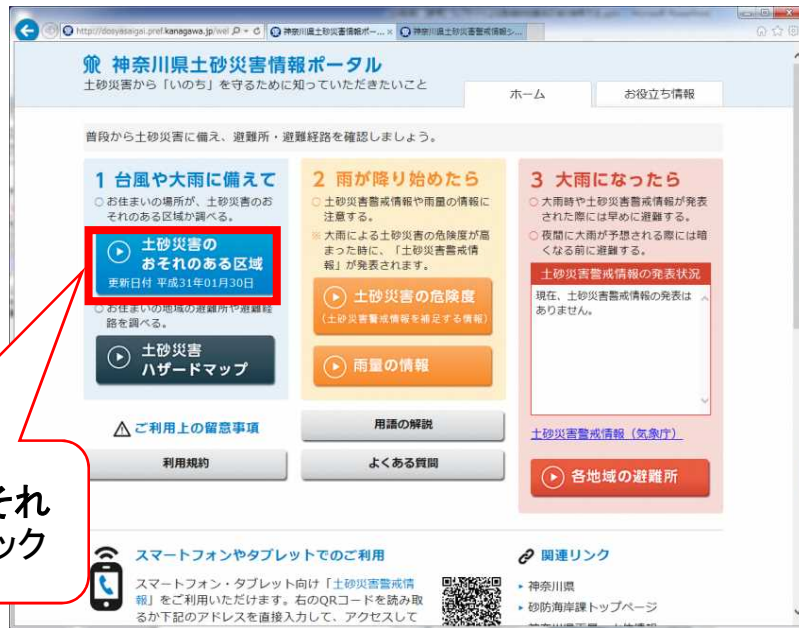 http://dosyasaigai.pref.kanagawa.jp/wel
神奈川県土砂災害情報ポー...
神奈川県土砂災害警戒情報シ...
神奈川県土砂災害情報ポータル
土砂災害から「いのち」を守るために知っていただきたいこと
ホーム
お役立ち情報
普段から土砂災害に備え、避難所・避難経路を確認しましょう。
1 台風や大雨に備えて
○ お住まいの場所が、土砂災害のお
それのある区域か調べる。
土砂災害の
おそれのある区域
更新日付 平成31年01月30日
○ お住まいの地域の避難所や避難経
路を調べる。
土砂災害
ハザードマップ
2 雨が降り始めたら
○ 土砂災害警戒情報や雨量の情報に
注意する。
※ 大雨による土砂災害の危険度が高
まった時に、「土砂災害警戒情
報」が発表されます。
土砂災害の危険度
(土砂災害警戒情報を補足する情報)
雨量の情報
3 大雨になったら
○ 大雨時や土砂災害警戒情報が発表
された際には早めに避難する。
○ 夜間に大雨が予想される際には暗
くなる前に避難する。
土砂災害警戒情報の発表状況
現在、土砂災害警戒情報の発表は
ありません。
土砂災害警戒情報（気象庁）
各地域の避難所
ご利用上の留意事項
用語の解説
利用規約
よくある質問
それ
ック
スマートフォンやタブレットでのご利用
スマートフォン・タブレット向け「土砂災害警戒情
報」をご利用いただけます。右のQRコードを読み取
るか下記のアドレスを直接入力して、アクセスして
関連リンク
神奈川県
砂防海岸課トップページ